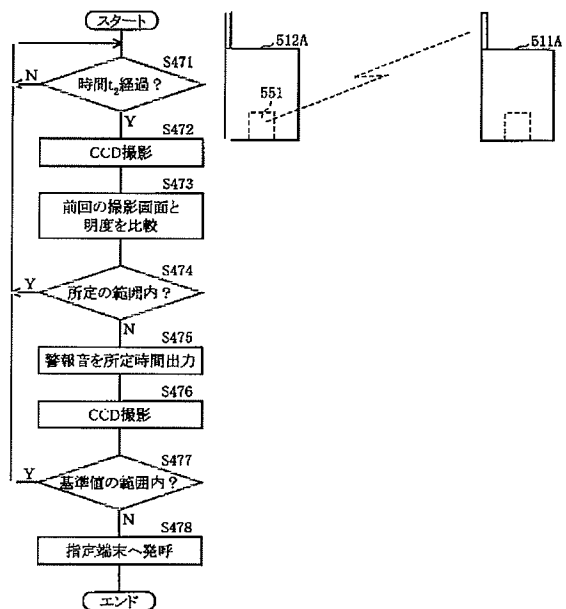 スタート
S471
N
時間t₂経過？
Y
S472
CCD撮影
S473
前回の撮影画面と
明度を比較
S474
Y
所定の範囲内？
N
S475
警報音を所定時間出力
S476
CCD撮影
S477
Y
基準値の範囲内？
N
S478
指定端末へ発呼
エンド
512A
551
511A